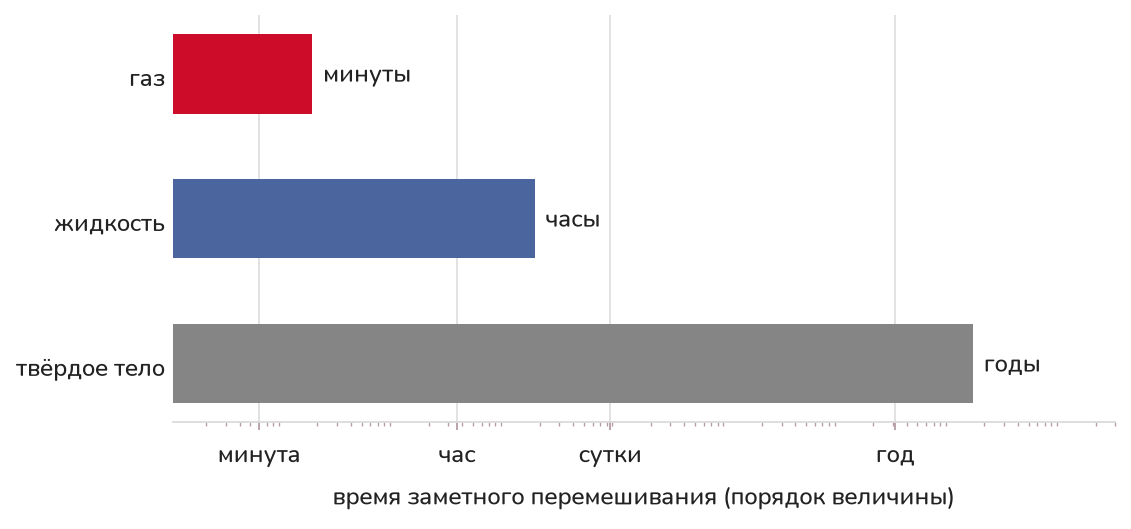 газ
минуты
жидкость
часы
твёрдое тело
годы
минута
час
сутки
год
время заметного перемешивания (порядок величины)